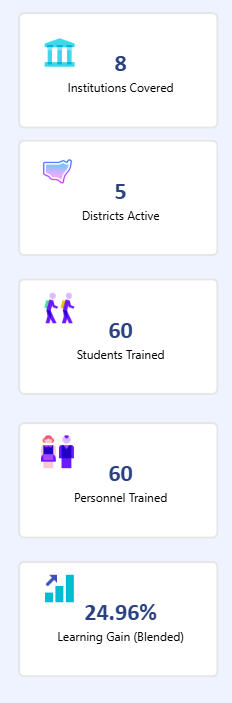 8
Institutions Covered
5
Districts Active
60
Students Trained
60
Personnel Trained
24.96%
Learning Gain (Blended)